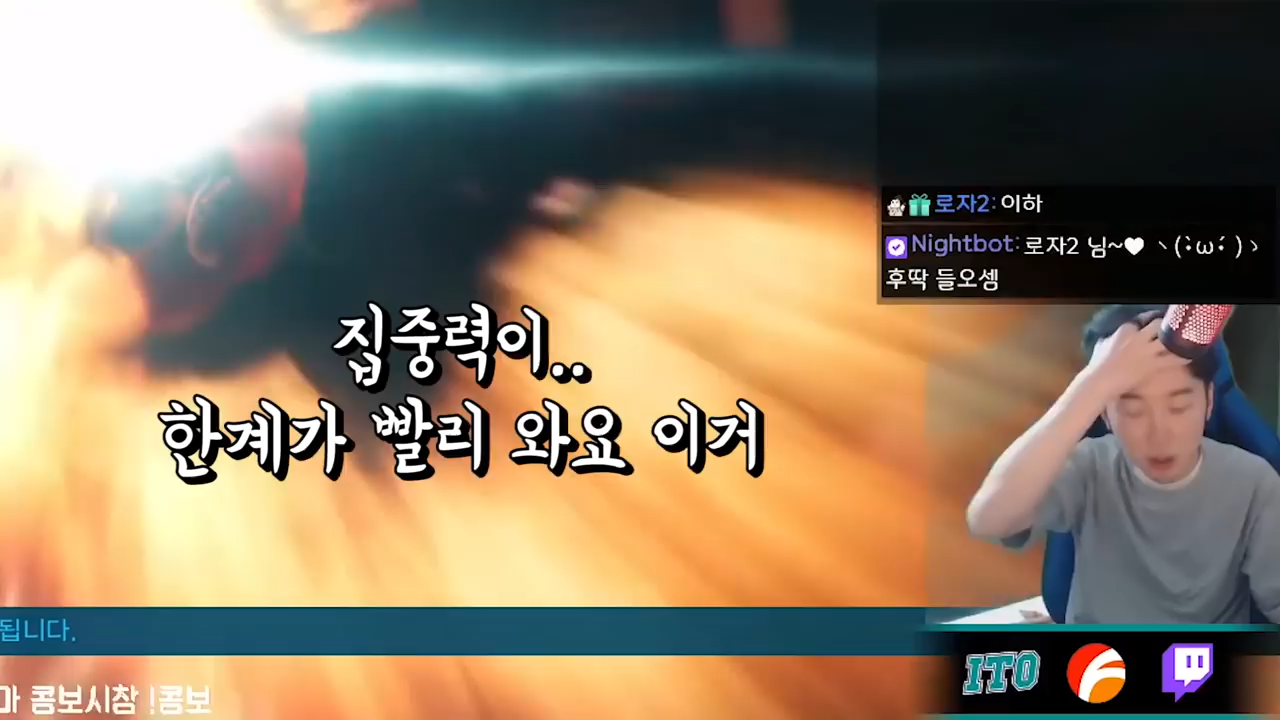 로자2: 이하
Nightbot: 로자2 님~♥ ヽ(･̀ω･́ )ゝ
후딱 들오셈
집중력이..
한계가 빨리 와요 이거
됩니다.
마 콤보시참 !콤보
ITO